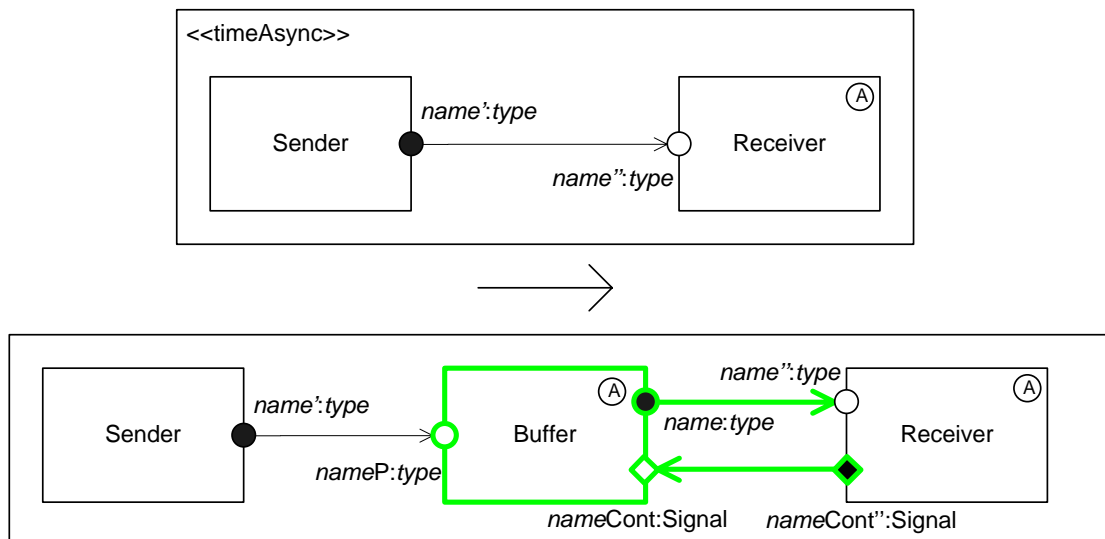 <<timeAsync>>
A
name':type
Sender
Receiver
name'':type
A
name'':type
A
name':type
Sender
Buffer
name:type
Receiver
nameP:type
nameCont:Signal
nameCont'':Signal